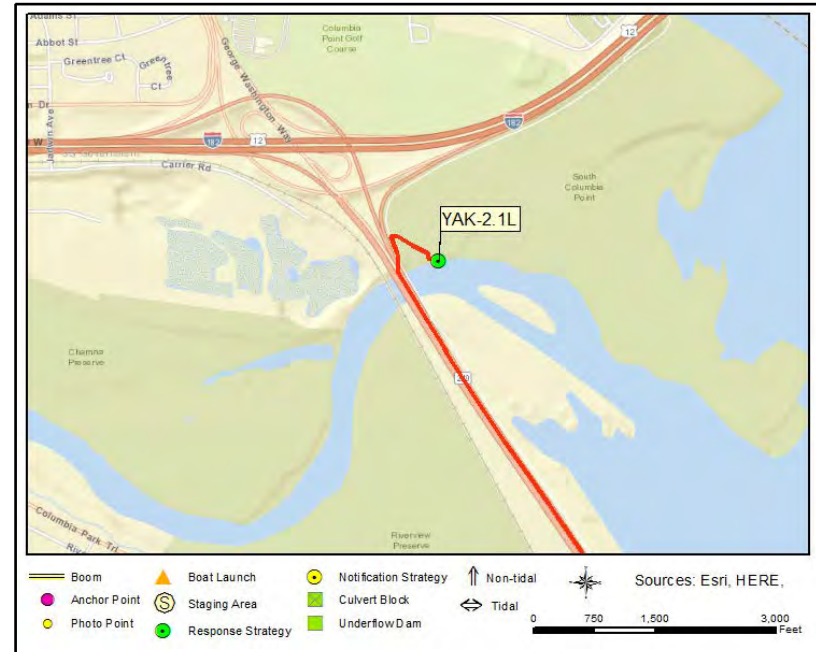 Adams St
Abbot St
Greentree Ct
Greentree
Ct
George Washington Way
Columbia
Point Golf
Course
12
182
12
Jadwin Ave
182
12
Carrier Rd
South
Columbia
Point
YAK-2.1L
Chamna
Preserve
240
Columbia Park Trl
Riverview
Preserve
Boom
Anchor Point
Photo Point
Boat Launch
S Staging Area
Response Strategy
Notification Strategy
Culvert Block
Underflow Dam
Non-tidal
Tidal
Sources: Esri, HERE,
0 750 1,500 3,000
Feet